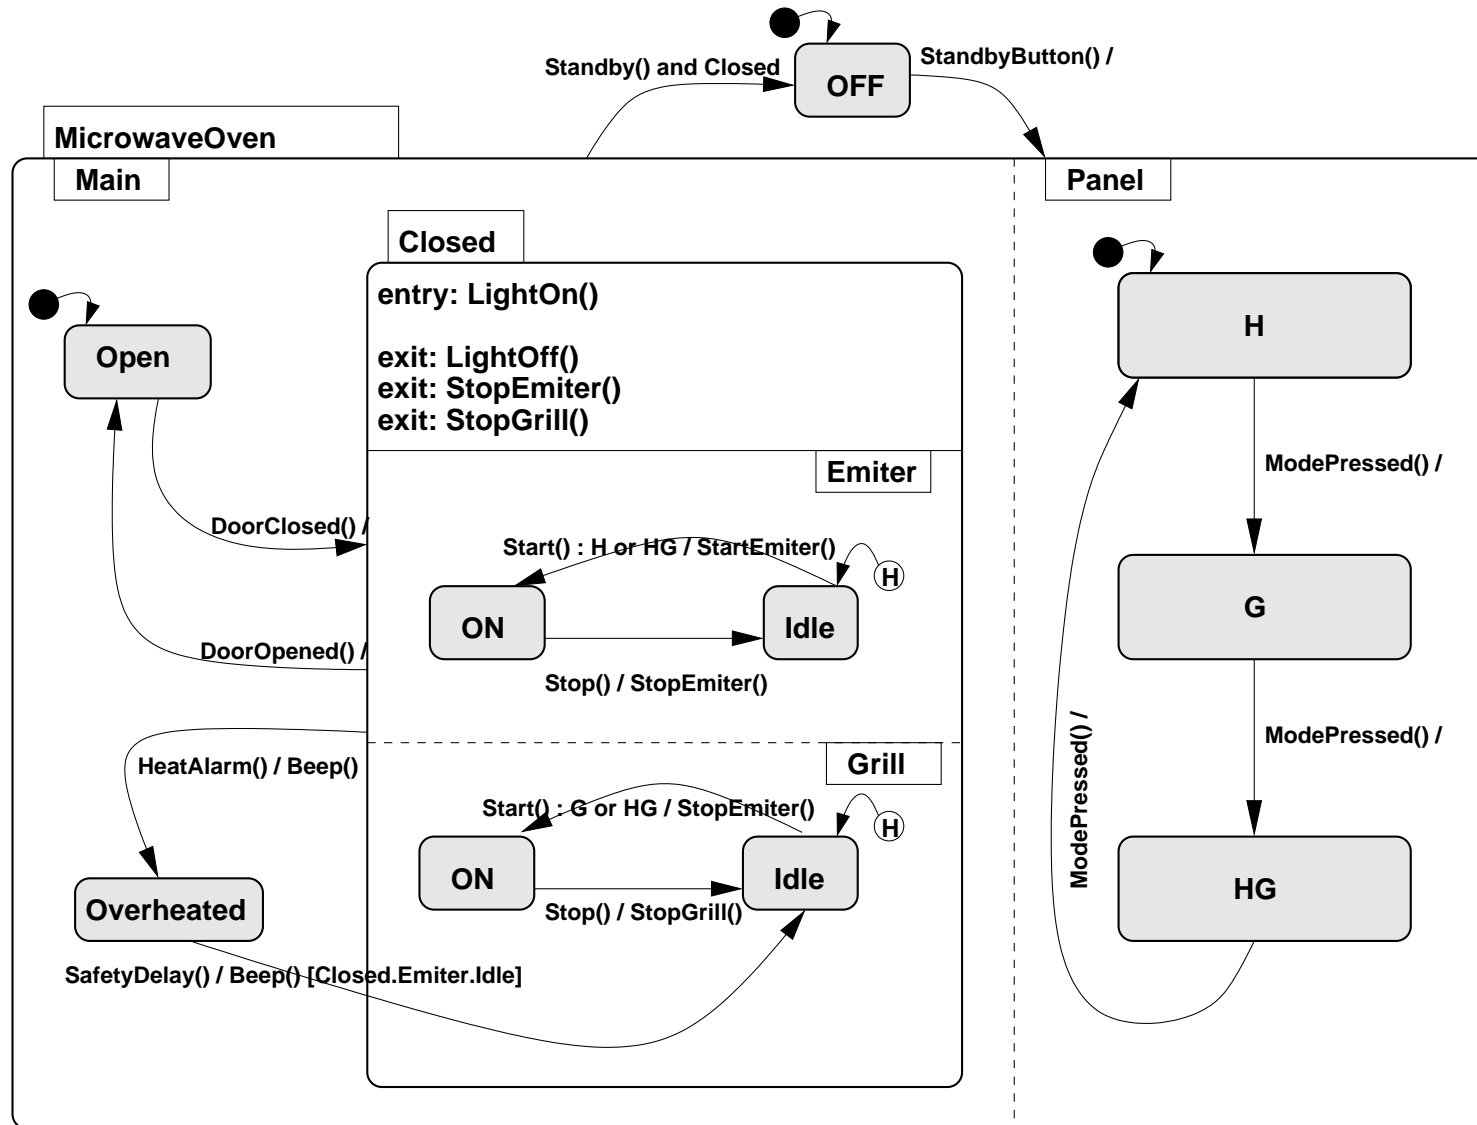 StandbyButton() /
Standby() and Closed
OFF
MicrowaveOven
Main
Panel
Closed
entry: LightOn()
exit: LightOff()
exit: StopEmiter()
exit: StopGrill()
Open
H
Emiter
ModePressed() /
DoorClosed() /
Start() : H or HG / StartEmiter()
H
ON
Idle
G
DoorOpened() /
Stop() / StopEmiter()
ModePressed() /
HeatAlarm() / Beep()
Grill
ModePressed() /
Start() : G or HG / StopEmiter()
H
ON
Idle
HG
Overheated
Stop() / StopGrill()
SafetyDelay() / Beep() [Closed.Emiter.Idle]